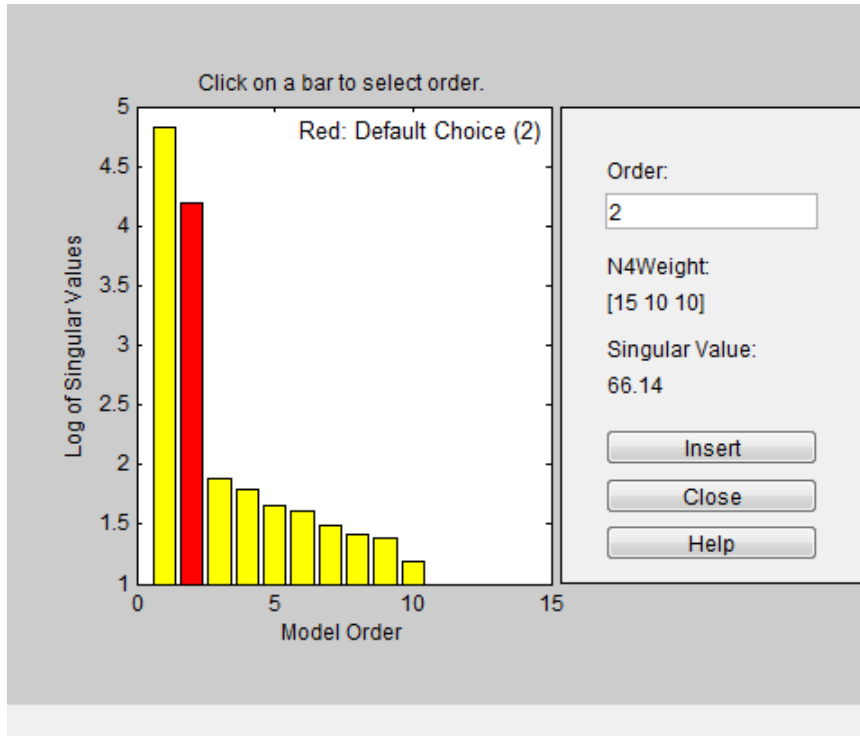 Click on a bar to select order.
Red: Default Choice (2)
Log of Singular Values
5
4.5
4
3.5
3
2.5
2
1.5
1
0
5
10
15
Model Order
Order:
2
N4Weight:
[15 10 10]
Singular Value:
66.14
Insert
Close
Help